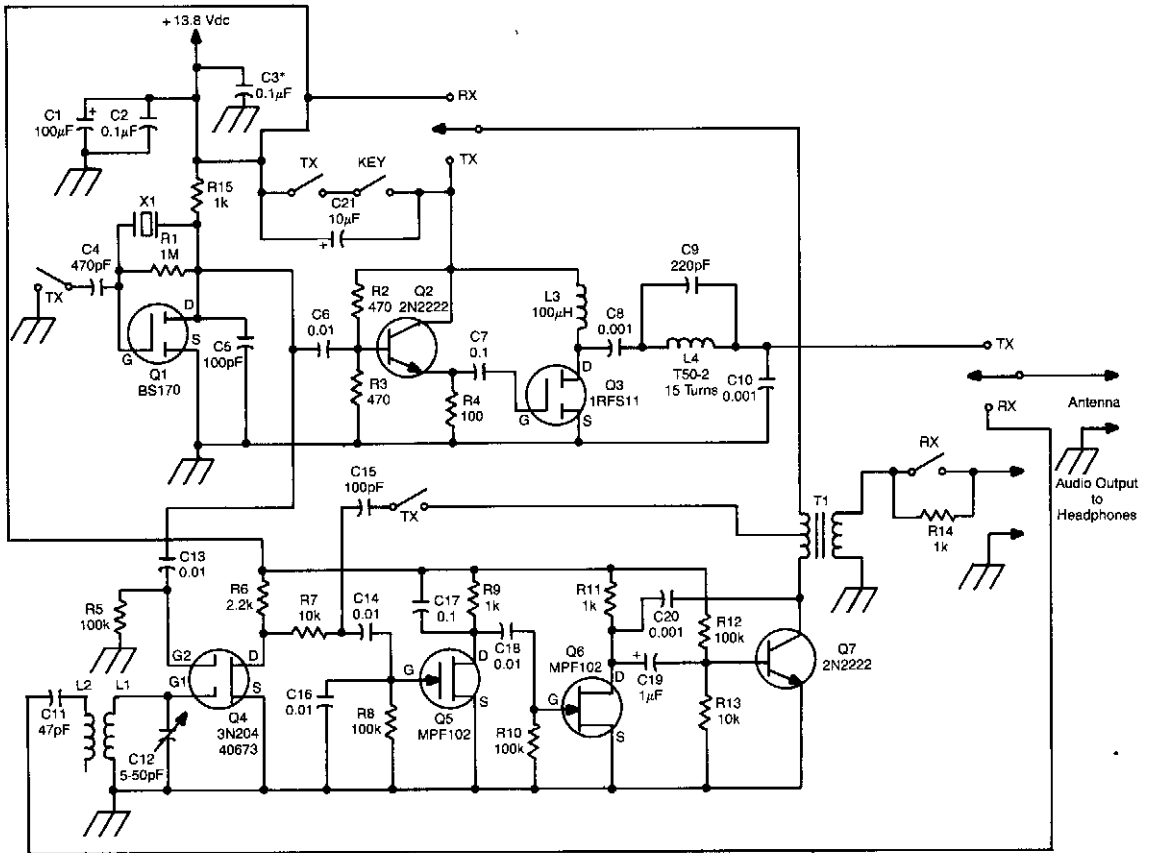 + 13.8 Vdc
C3*
0.1µF
C1
100µF
+
C2
0.1µF
RX
TX
TX
KEY
C21
10µF
+
R15
1k
X1
R1
1M
C4
470pF
TX
D
S
G
Q1
BS170
C5
100pF
C6
0.01
R2
470
Q2
2N2222
R3
470
R4
100
C7
0.1
L3
100µH
C8
0.001
C9
220pF
L4
T50-2
15 Turns
C10
0.001
D
G
S
Q3
1RFS11
TX
RX
Antenna
RX
R14
1k
Audio Output
to
Headphones
T1
C15
100pF
TX
C13
0.01
R5
100k
R6
2.2k
R7
10k
C14
0.01
C17
0.1
R9
1k
C18
0.01
R11
1k
C20
0.001
R12
100k
Q7
2N2222
G2
G1
D
S
Q4
3N204
40673
L2
L1
C11
47pF
C12
5-50pF
C16
0.01
R8
100k
G
D
S
Q5
MPF102
R10
100k
Q6
MPF102
G
D
S
+
C19
1µF
R13
10k